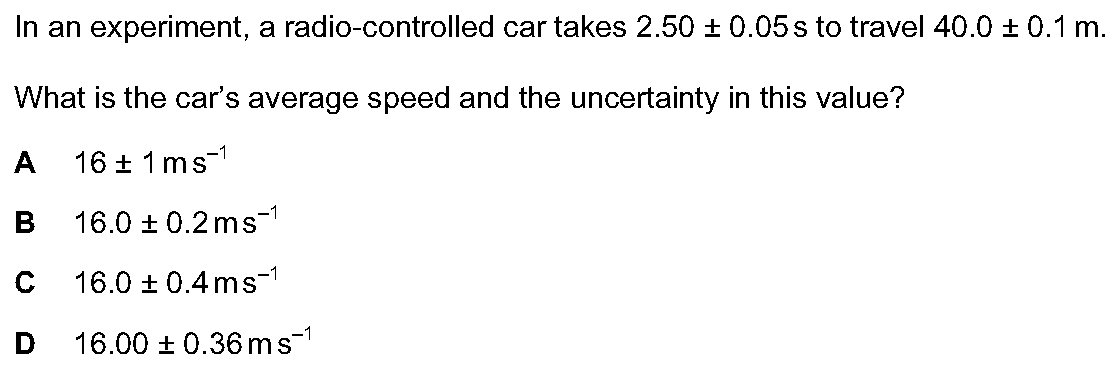 In an experiment, a radio-controlled car takes 2.50 ± 0.05 s to travel 40.0 ± 0.1 m.
What is the car’s average speed and the uncertainty in this value?
A 16 ± 1 m s⁻¹
B 16.0 ± 0.2 m s⁻¹
C 16.0 ± 0.4 m s⁻¹
D 16.00 ± 0.36 m s⁻¹